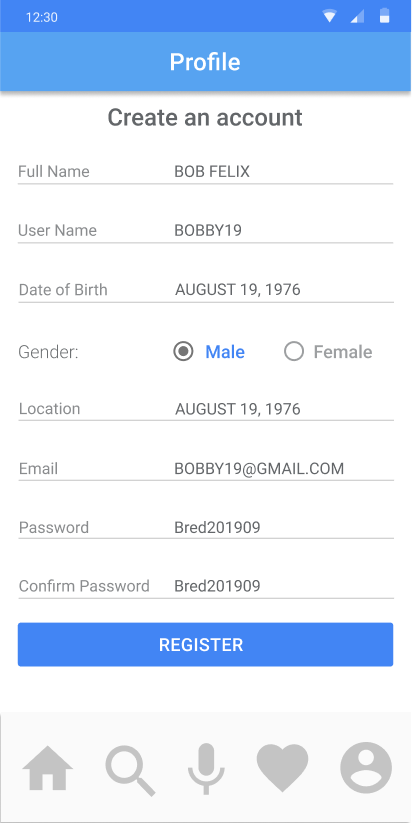 12:30
Profile
Create an account
Full Name BOB FELIX
User Name BOBBY19
Date of Birth AUGUST 19, 1976
Gender: Male Female
Location AUGUST 19, 1976
Email BOBBY19@GMAIL.COM
Password Bred201909
Confirm Password Bred201909
REGISTER